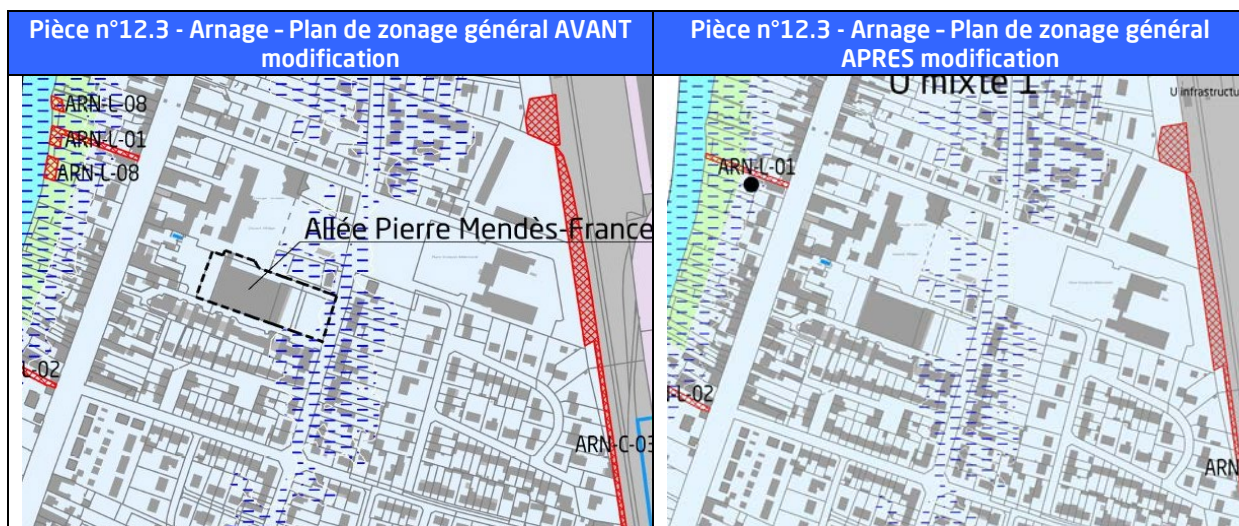 Pièce n°12.3 - Arnage – Plan de zonage général AVANT
modification
Pièce n°12.3 - Arnage – Plan de zonage général
APRES modification
ARN-L-08
ARN-L-01
ARN-L-08
Allée Pierre Mendès-France
L-02
ARN-C-03
U mixte 1
U infrastructu
ARN-L-01
L-02
ARN